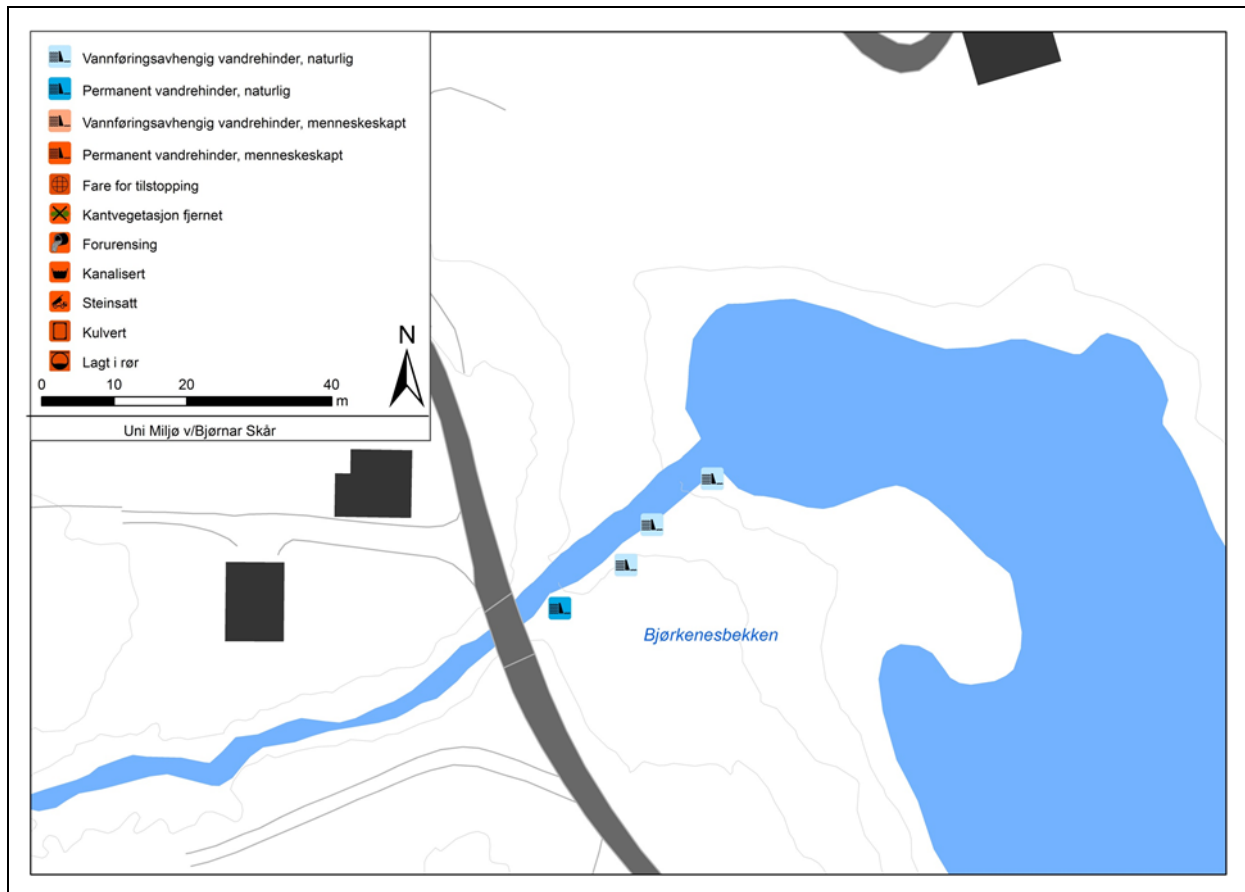 Vannføringsavhengig vandrehinder, naturlig
Permanent vandrehinder, naturlig
Vannføringsavhengig vandrehinder, menneskeskapt
Permanent vandrehinder, menneskeskapt
Fare for tilstopping
Kantvegetasjon fjernet
Forurensing
Kanalisert
Steinsatt
Kulvert
Lagt i rør
N
0 10 20 40
m
Uni Miljø v/Bjørnar Skår
Bjørkenesbekken